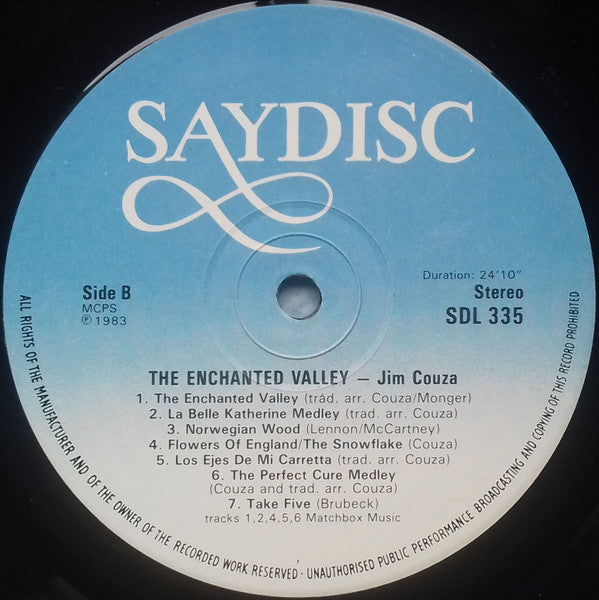 SAYDISC
Side B
MCPS
℗ 1983
Duration: 24'10"
Stereo
SDL 335
THE ENCHANTED VALLEY — Jim Couza
1. The Enchanted Valley (trád. arr. Couza/Monger)
2. La Belle Katherine Medley (trad. arr. Couza)
3. Norwegian Wood (Lennon/McCartney)
4. Flowers Of England/The Snowflake (Couza)
5. Los Ejes De Mi Carretta (trad. arr. Couza)
6. The Perfect Cure Medley
(Couza and trad. arr. Couza)
7. Take Five (Brubeck)
tracks 1,2,4,5,6 Matchbox Music
ALL RIGHTS OF THE MANUFACTURER AND OF THE OWNER OF THE RECORDED WORK RESERVED · UNAUTHORISED PUBLIC PERFORMANCE BROADCASTING AND COPYING OF THIS RECORD PROHIBITED